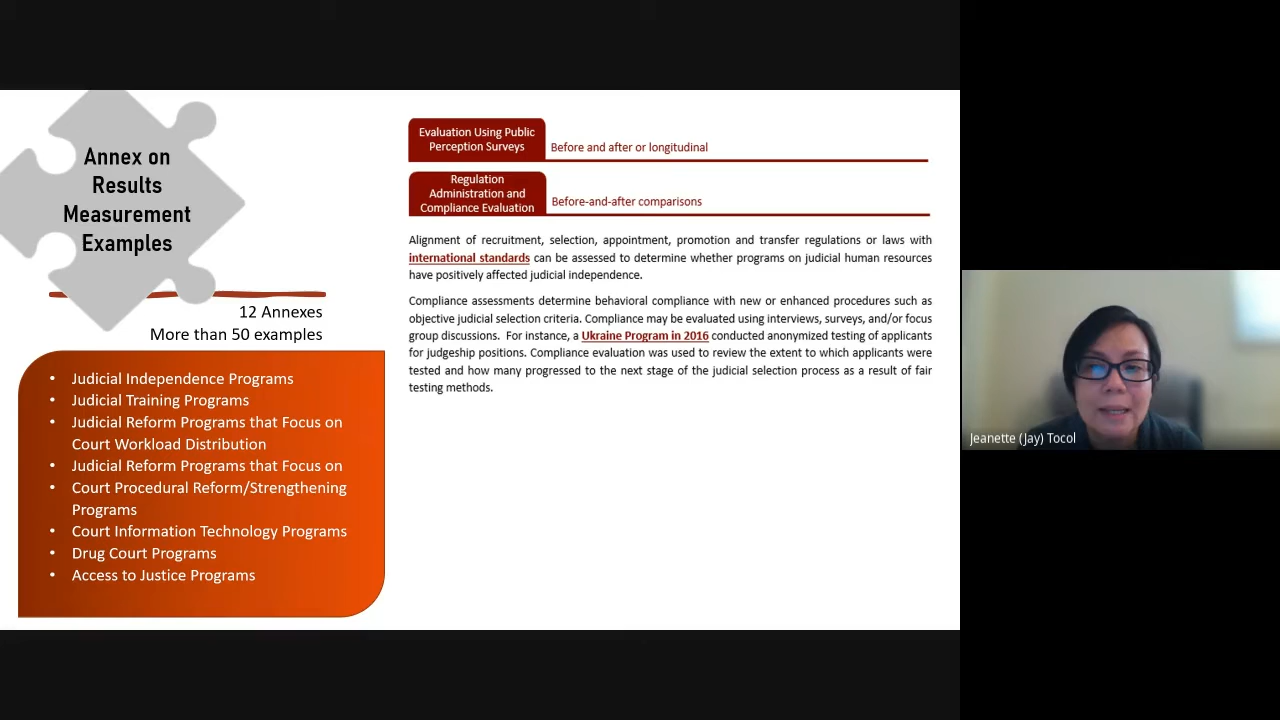 Annex on
Results
Measurement
Examples
12 Annexes
More than 50 examples
• Judicial Independence Programs
• Judicial Training Programs
• Judicial Reform Programs that Focus on
Court Workload Distribution
• Judicial Reform Programs that Focus on
• Court Procedural Reform/Strengthening
Programs
• Court Information Technology Programs
• Drug Court Programs
• Access to Justice Programs
Evaluation Using Public
Perception Surveys
Before and after or longitudinal
Regulation
Administration and
Compliance Evaluation
Before-and-after comparisons
Alignment of recruitment, selection, appointment, promotion and transfer regulations or laws with
international standards can be assessed to determine whether programs on judicial human resources
have positively affected judicial independence.
Compliance assessments determine behavioral compliance with new or enhanced procedures such as
objective judicial selection criteria. Compliance may be evaluated using interviews, surveys, and/or focus
group discussions. For instance, a Ukraine Program in 2016 conducted anonymized testing of applicants
for judgeship positions. Compliance evaluation was used to review the extent to which applicants were
tested and how many progressed to the next stage of the judicial selection process as a result of fair
testing methods.
Jeanette (Jay) Tocol